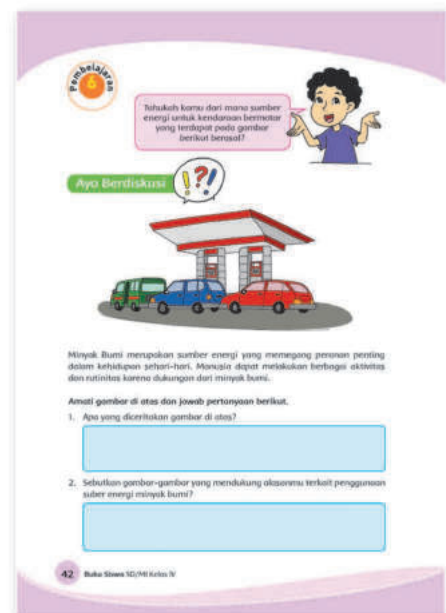 Pembelajaran
6
Tahukah kamu dari mana sumber
energi untuk kendaraan bermotor
yang terdapat pada gambar
berikut berasal?
Ayo Berdiskusi
!?!
Minyak Bumi merupakan sumber energi yang memegang peranan penting
dalam kehidupan sehari-hari. Manusia dapat melakukan berbagai aktivitas
dan rutinitas karena dukungan dari minyak bumi.
Amati gambar di atas dan jawab pertanyaan berikut.
1. Apa yang diceritakan gambar di atas?
2. Sebutkan gambar-gambar yang mendukung alasanmu terkait penggunaan
suber energi minyak bumi?
42 Buku Siswa SD/MI Kelas IV